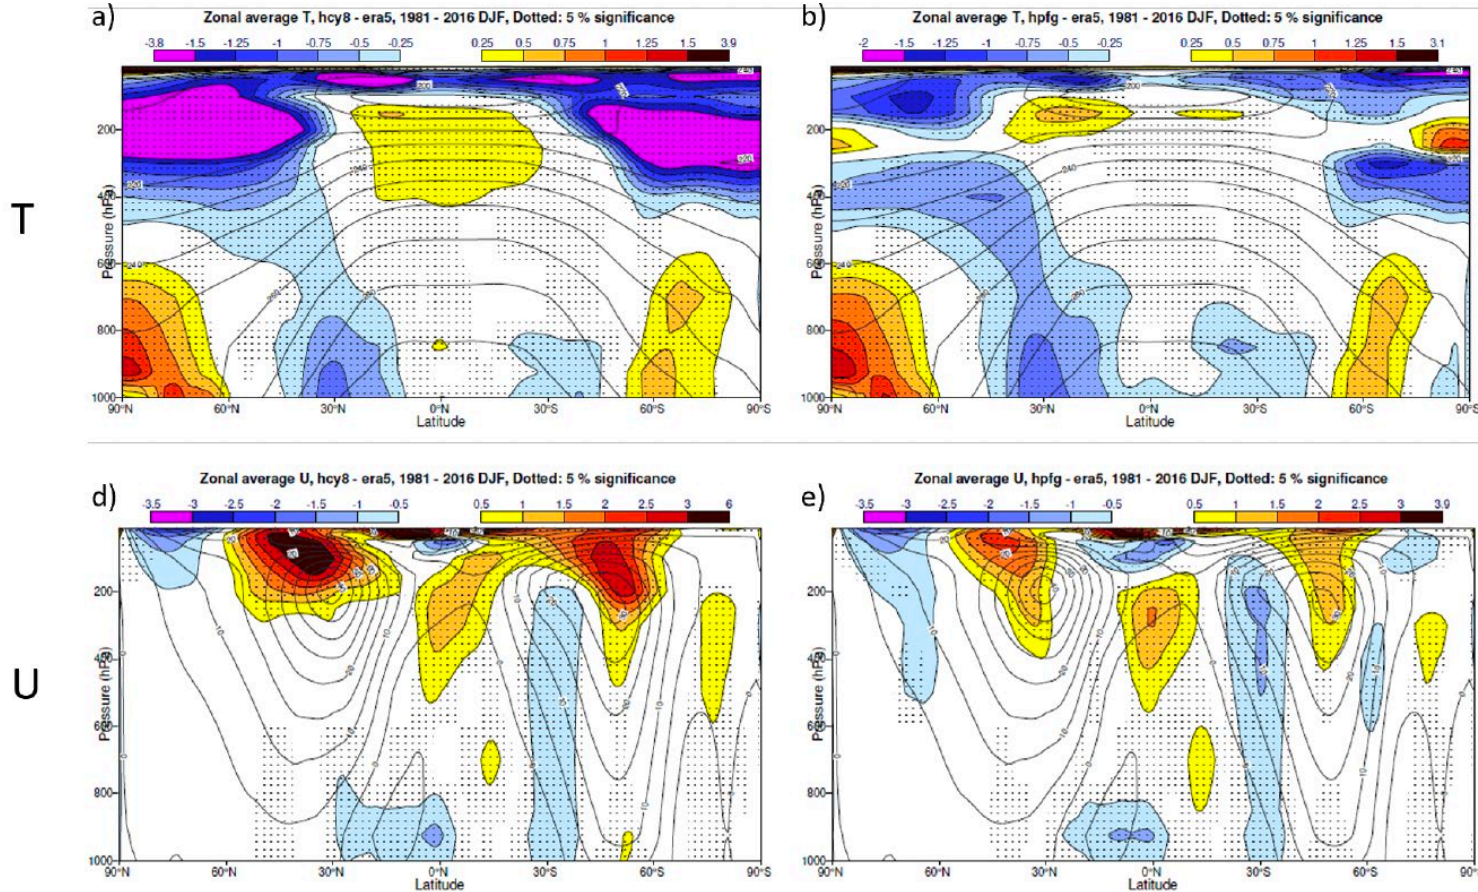 a)
Zonal average T, hcy8 - era5, 1981 - 2016 DJF, Dotted: 5 % significance
-3.8 -1.5 -1.25 -1 -0.75 -0.5 -0.25 0.25 0.5 0.75 1 1.25 1.5 3.9
b)
Zonal average T, hpfg - era5, 1981 - 2016 DJF, Dotted: 5 % significance
-2 -1.5 -1.25 -1 -0.75 -0.5 -0.25 0.25 0.5 0.75 1 1.25 1.5 3.1
T
Pressure (hPa)
200
400
600
800
1000
90°N 60°N 30°N 0°N 30°S 60°S 90°S
Latitude
Pressure (hPa)
200
400
600
800
1000
90°N 60°N 30°N 0°N 30°S 60°S 90°S
Latitude
d)
Zonal average U, hcy8 - era5, 1981 - 2016 DJF, Dotted: 5 % significance
-3.5 -3 -2.5 -2 -1.5 -1 -0.5 0.5 1 1.5 2 2.5 3 6
e)
Zonal average U, hpfg - era5, 1981 - 2016 DJF, Dotted: 5 % significance
-3.5 -3 -2.5 -2 -1.5 -1 -0.5 0.5 1 1.5 2 2.5 3 3.9
U
Pressure (hPa)
200
400
600
800
1000
90°N 60°N 30°N 0°N 30°S 60°S 90°S
Latitude
Pressure (hPa)
200
400
600
800
1000
90°N 60°N 30°N 0°N 30°S 60°S 90°S
Latitude